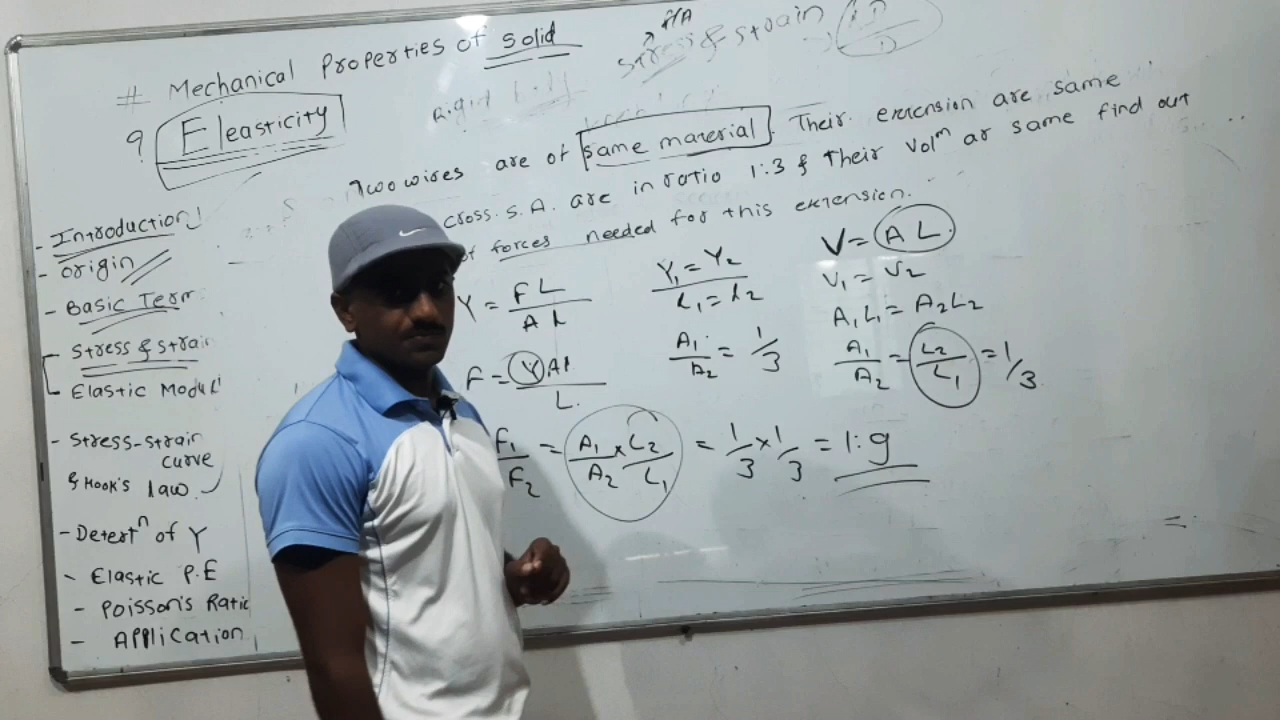 # Mechanical Properties of solid
F/A
stress & strain
9 Eleasticity
Rigid
Two wires are of same material. Their extension are same
cross. S. A. are in ratio 1:3 & their Volᵐ ar same find out
of forces needed for this extension.
- Introduction
- origin
- Basic Term
- Stress & strain
Elastic Moduli
- Stress-strain
curve
& Hook's law
- Deterᵗⁿ of Y
- Elastic P.E
- Poisson's Ratio
- Application
Y = FL / A l
F = YAl / L
F₁/F₂ = A₁/A₂ × L₂/L₁ = 1/3 × 1/3 = 1:9
Y₁ = Y₂
l₁ = l₂
A₁/A₂ = 1/3
V = A L
V₁ = V₂
A₁L₁ = A₂L₂
A₁/A₂ = L₂/L₁ = 1/3